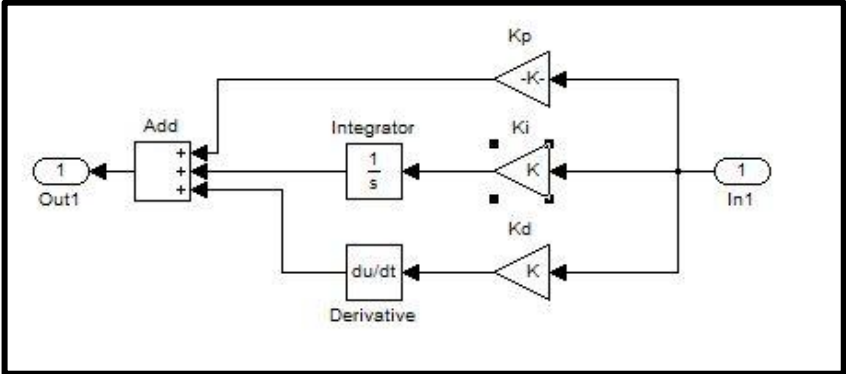 Kp
-K-
Add
Integrator
Ki
+
+
+
1
Out1
1
s
K
1
In1
Kd
du/dt
K
Derivative